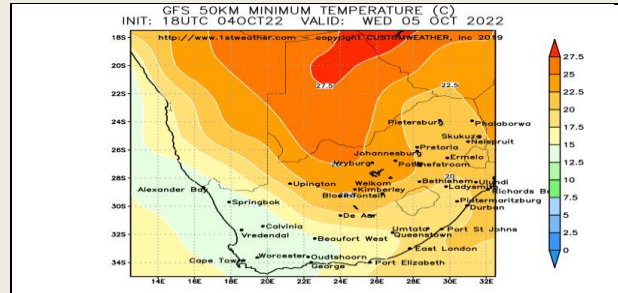 GFS 50KM MINIMUM TEMPERATURE (C)
INIT: 18UTC 04OCT22 VALID: WED 05 OCT 2022
http://www.1stweather.com copyright CUSTOMWEATHER, Inc 2019
18S
20S
22S
24S
26S
28S
30S
32S
34S
27.5
22.5
Pietersburg
Phalaborwa
Skukuza
Nelspruit
Pretoria
Johannesburg
Ermelo
Vryburg
Potchefstroom
20
Welkom
Bethlehem
Ulundi
Upington
Kimberley
Ladysmith
Alexander Bay
Bloemfontein
Richards B
Springbok
Pietermaritzburg
Durban
De Aar
Calvinia
Umtata
Port St Johns
Vredendal
Queenstown
Beaufort West
East London
Worcester
Oudtshoorn
Cape Town
George
Port Elizabeth
14E 16E 18E 20E 22E 24E 26E 28E 30E 32E
27.5
25
22.5
20
17.5
15
12.5
10
7.5
5
2.5
0